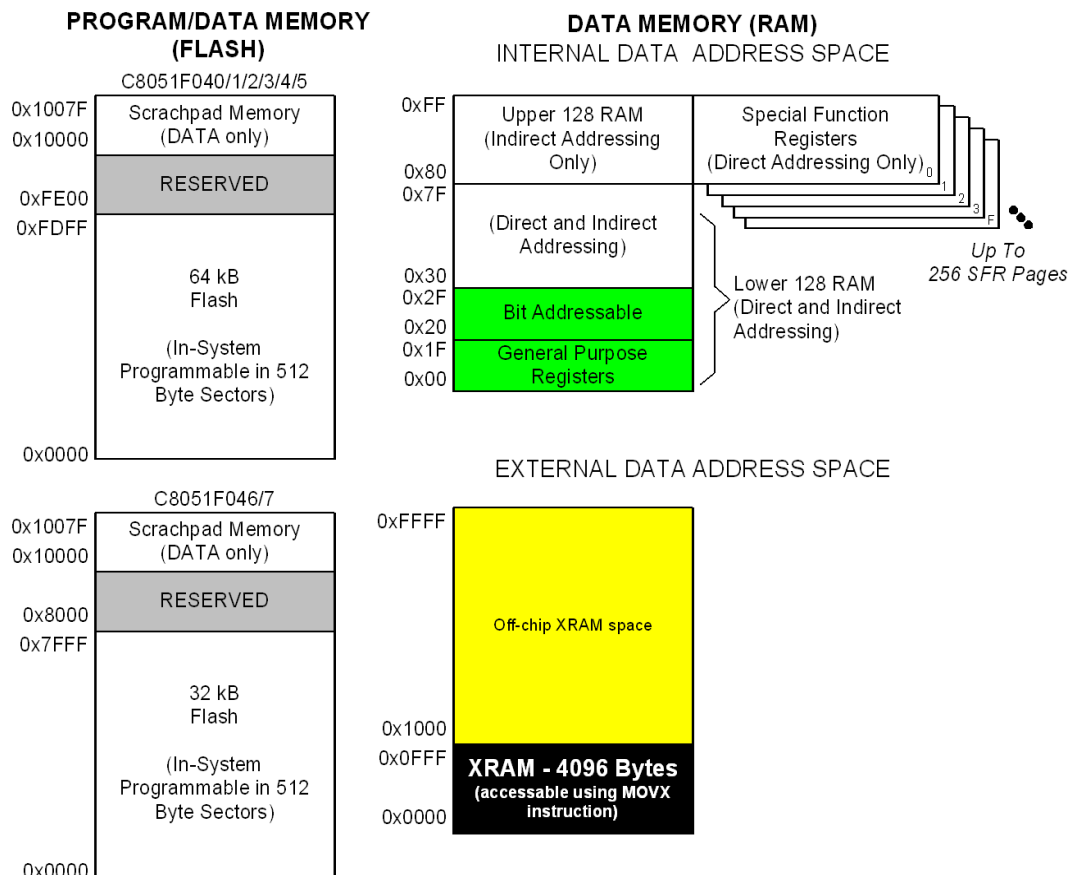 PROGRAM/DATA MEMORY
(FLASH)
C8051F040/1/2/3/4/5
0x1007F
Scrachpad Memory
0x10000
(DATA only)
RESERVED
0xFE00
0xFDFF
64 kB
Flash
(In-System
Programmable in 512
Byte Sectors)
0x0000
C8051F046/7
0x1007F
Scrachpad Memory
0x10000
(DATA only)
RESERVED
0x8000
0x7FFF
32 kB
Flash
(In-System
Programmable in 512
Byte Sectors)
0x0000
DATA MEMORY (RAM)
INTERNAL DATA ADDRESS SPACE
0xFF
Upper 128 RAM
(Indirect Addressing
Only)
0x80
Special Function
Registers
(Direct Addressing Only)
0
1
2
3
F
Up To
256 SFR Pages
0x7F
(Direct and Indirect
Addressing)
0x30
0x2F
Bit Addressable
0x20
0x1F
General Purpose
Registers
0x00
Lower 128 RAM
(Direct and Indirect
Addressing)
EXTERNAL DATA ADDRESS SPACE
0xFFFF
Off-chip XRAM space
0x1000
0x0FFF
XRAM - 4096 Bytes
(accessable using MOVX
instruction)
0x0000